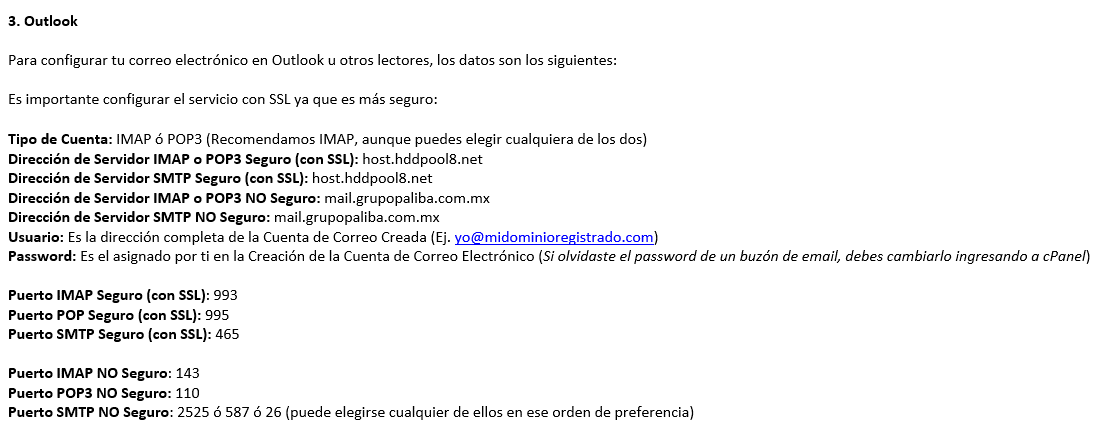 3. Outlook
Para configurar tu correo electrónico en Outlook u otros lectores, los datos son los siguientes:
Es importante configurar el servicio con SSL ya que es más seguro:
Tipo de Cuenta: IMAP ó POP3 (Recomendamos IMAP, aunque puedes elegir cualquiera de los dos)
Dirección de Servidor IMAP o POP3 Seguro (con SSL): host.hddpool8.net
Dirección de Servidor SMTP Seguro (con SSL): host.hddpool8.net
Dirección de Servidor IMAP o POP3 NO Seguro: mail.grupopaliba.com.mx
Dirección de Servidor SMTP NO Seguro: mail.grupopaliba.com.mx
Usuario: Es la dirección completa de la Cuenta de Correo Creada (Ej. yo@midominioregistrado.com)
Password: Es el asignado por ti en la Creación de la Cuenta de Correo Electrónico (Si olvidaste el password de un buzón de email, debes cambiarlo ingresando a cPanel)
Puerto IMAP Seguro (con SSL): 993
Puerto POP Seguro (con SSL): 995
Puerto SMTP Seguro (con SSL): 465
Puerto IMAP NO Seguro: 143
Puerto POP3 NO Seguro: 110
Puerto SMTP NO Seguro: 2525 ó 587 ó 26 (puede elegirse cualquier de ellos en ese orden de preferencia)